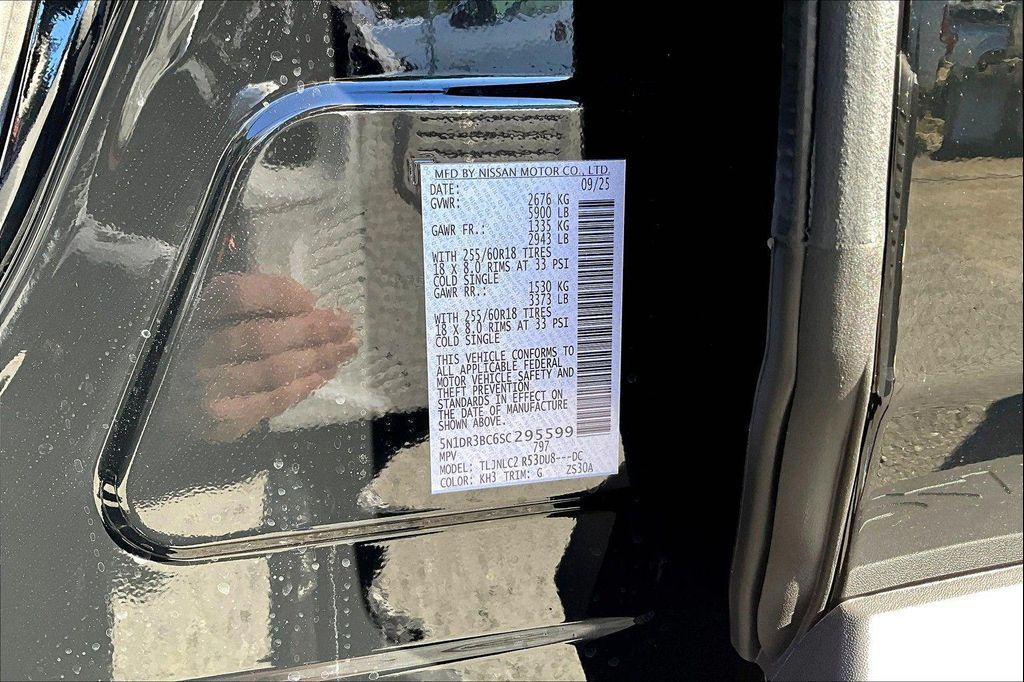 MFD BY NISSAN MOTOR CO., LTD.
DATE: 09/25
GVWR: 2676 KG
5900 LB
GAWR FR.: 1335 KG
2943 LB
WITH 255/60R18 TIRES
18 X 8.0 RIMS AT 33 PSI
COLD SINGLE
GAWR RR.: 1530 KG
3373 LB
WITH 255/60R18 TIRES
18 X 8.0 RIMS AT 33 PSI
COLD SINGLE
THIS VEHICLE CONFORMS TO
ALL APPLICABLE FEDERAL
MOTOR VEHICLE SAFETY AND
THEFT PREVENTION
STANDARDS IN EFFECT ON
THE DATE OF MANUFACTURE
SHOWN ABOVE.
5N1DR3BC6SC295599
MPV 797
MODEL: TLJNLC2 R53DU8---DC
COLOR: KH3 TRIM: G ZS30A